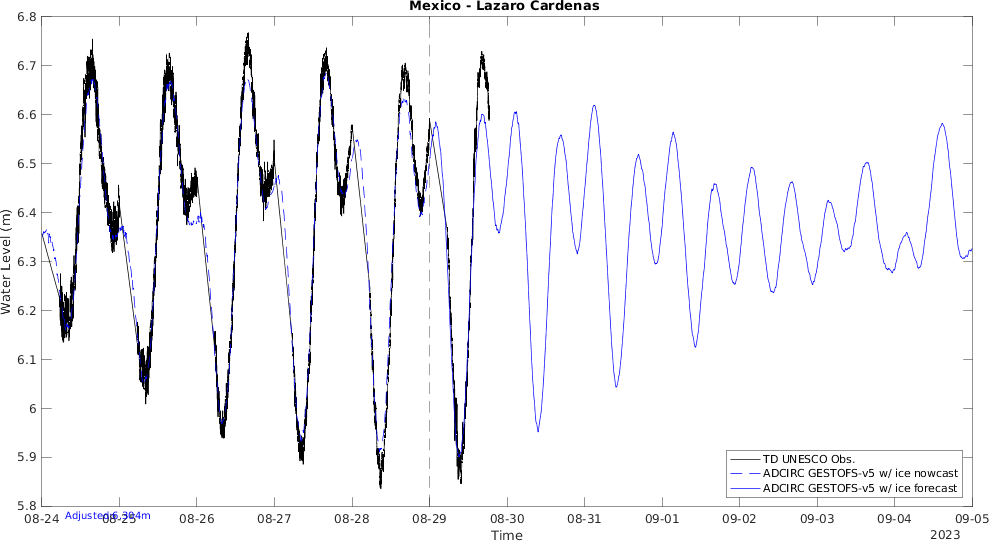 Mexico - Lazaro Cardenas
6.8
6.7
6.6
6.5
6.4
6.3
6.2
6.1
6
5.9
5.8
Water Level (m)
TD UNESCO Obs.
ADCIRC GESTOFS-v5 w/ ice nowcast
ADCIRC GESTOFS-v5 w/ ice forecast
08-24 08-25 08-26 08-27 08-28 08-29 08-30 08-31 09-01 09-02 09-03 09-04 09-05
Adjusted
Time
2023